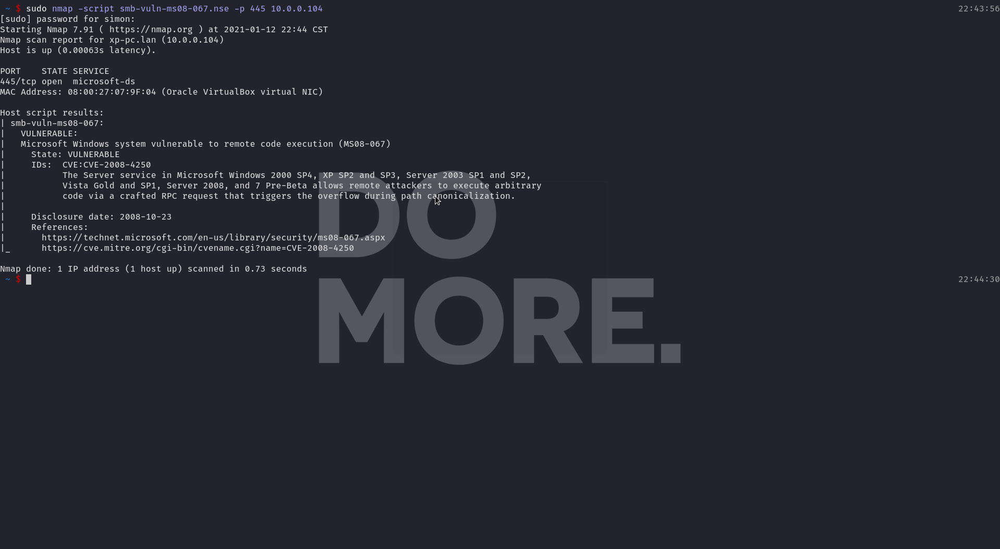 ~ $ sudo nmap -script smb-vuln-ms08-067.nse -p 445 10.0.0.104 22:43:56
[sudo] password for simon:
Starting Nmap 7.91 ( https://nmap.org ) at 2021-01-12 22:44 CST
Nmap scan report for xp-pc.lan (10.0.0.104)
Host is up (0.00063s latency).
PORT    STATE SERVICE
445/tcp open  microsoft-ds
MAC Address: 08:00:27:07:9F:04 (Oracle VirtualBox virtual NIC)
Host script results:
| smb-vuln-ms08-067:
|   VULNERABLE:
|   Microsoft Windows system vulnerable to remote code execution (MS08-067)
|     State: VULNERABLE
|     IDs:  CVE:CVE-2008-4250
|           The Server service in Microsoft Windows 2000 SP4, XP SP2 and SP3, Server 2003 SP1 and SP2,
|           Vista Gold and SP1, Server 2008, and 7 Pre-Beta allows remote attackers to execute arbitrary
|           code via a crafted RPC request that triggers the overflow during path canonicalization.
|
|     Disclosure date: 2008-10-23
|     References:
|       https://technet.microsoft.com/en-us/library/security/ms08-067.aspx
|_      https://cve.mitre.org/cgi-bin/cvename.cgi?name=CVE-2008-4250
Nmap done: 1 IP address (1 host up) scanned in 0.73 seconds
~ $ 22:44:30
DO
MORE.